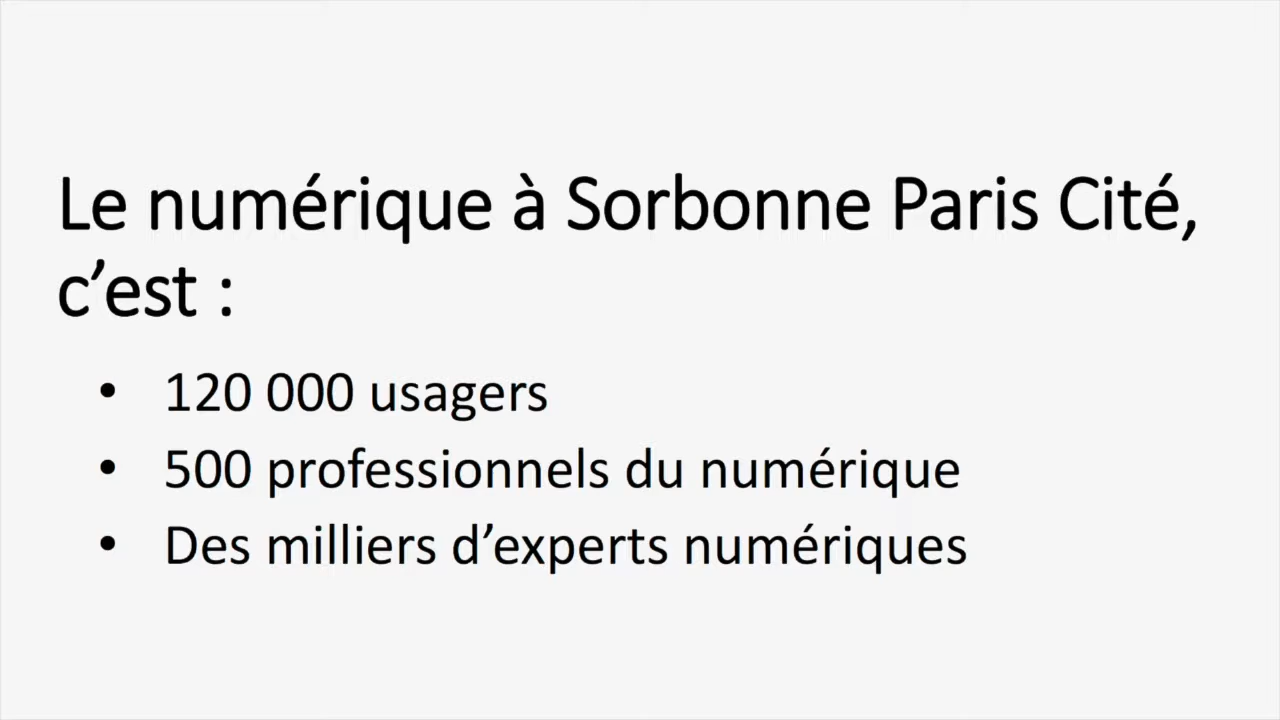 Le numérique à Sorbonne Paris Cité,
c’est :
• 120 000 usagers
• 500 professionnels du numérique
• Des milliers d’experts numériques